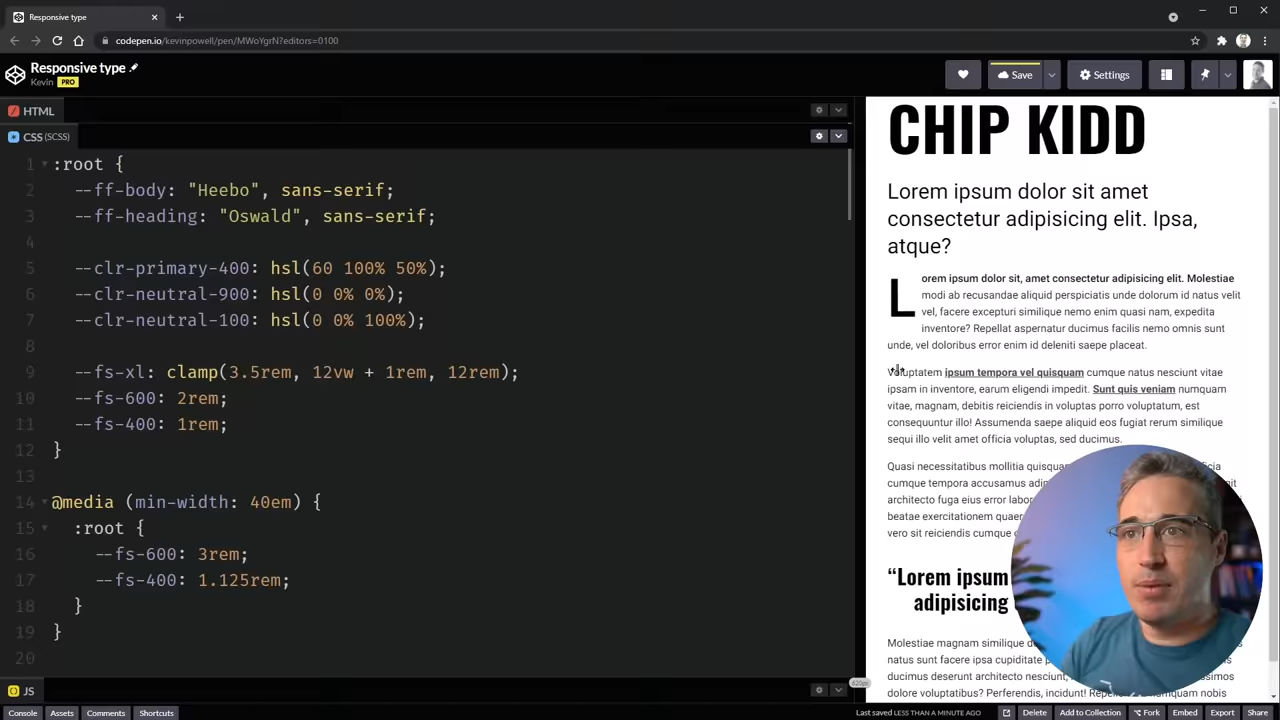 Responsive type
codepen.io/kevinpowell/pen/MWoYgrN?editors=0100
Responsive type
Kevin PRO
Save
Settings
HTML
CSS (SCSS)
1 :root {
2 --ff-body: "Heebo", sans-serif;
3 --ff-heading: "Oswald", sans-serif;
4
5 --clr-primary-400: hsl(60 100% 50%);
6 --clr-neutral-900: hsl(0 0% 0%);
7 --clr-neutral-100: hsl(0 0% 100%);
8
9 --fs-xl: clamp(3.5rem, 12vw + 1rem, 12rem);
10 --fs-600: 2rem;
11 --fs-400: 1rem;
12 }
13
14 @media (min-width: 40em) {
15 :root {
16 --fs-600: 3rem;
17 --fs-400: 1.125rem;
18 }
19 }
20
JS
CHIP KIDD
Lorem ipsum dolor sit amet
consectetur adipisicing elit. Ipsa,
atque?
Lorem ipsum dolor sit, amet consectetur adipisicing elit. Molestiae
modi ab recusandae aliquid perspiciatis unde dolorum id natus velit
vel, facere excepturi similique nemo enim quasi nam, expedita
inventore? Repellat aspernatur ducimus facilis nemo omnis sunt
unde, vel doloribus error enim id deleniti saepe placeat.
Voluptatem ipsum tempora vel quisquam cumque natus nesciunt vitae
ipsam in inventore, earum eligendi impedit. Sunt quis veniam numquam
vitae, magnam, debitis reiciendis in voluptas porro voluptatum, est
consequuntur illo! Assumenda saepe aliquid eos fugiat rerum similique
sequi illo velit amet officia voluptas, sed ducimus.
Quasi necessitatibus mollitia
cumque tempora accusamus
architecto fuga eius error
beatae exercitationem
vero sit reiciendis cumque
“Lorem ipsum
adipisicing
Molestiae magnam similique
natus sunt facere ipsa cupiditate
ducimus deserunt architecto
dolore voluptatibus? Perferendis, incidunt! Rerum quibusdam nobis
Console Assets Comments Shortcuts
Last saved LESS THAN A MINUTE AGO
Delete Add to Collection Fork Embed Export Share